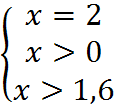 x = 2
x > 0
x > 1,6